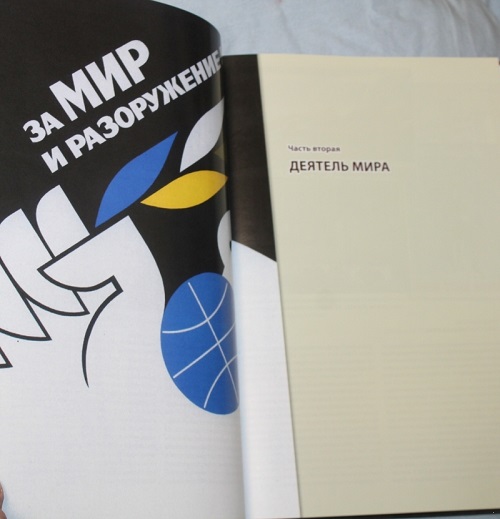 ЗА МИР
И РАЗОРУЖЕНИЕ
Часть вторая
ДЕЯТЕЛЬ МИРА